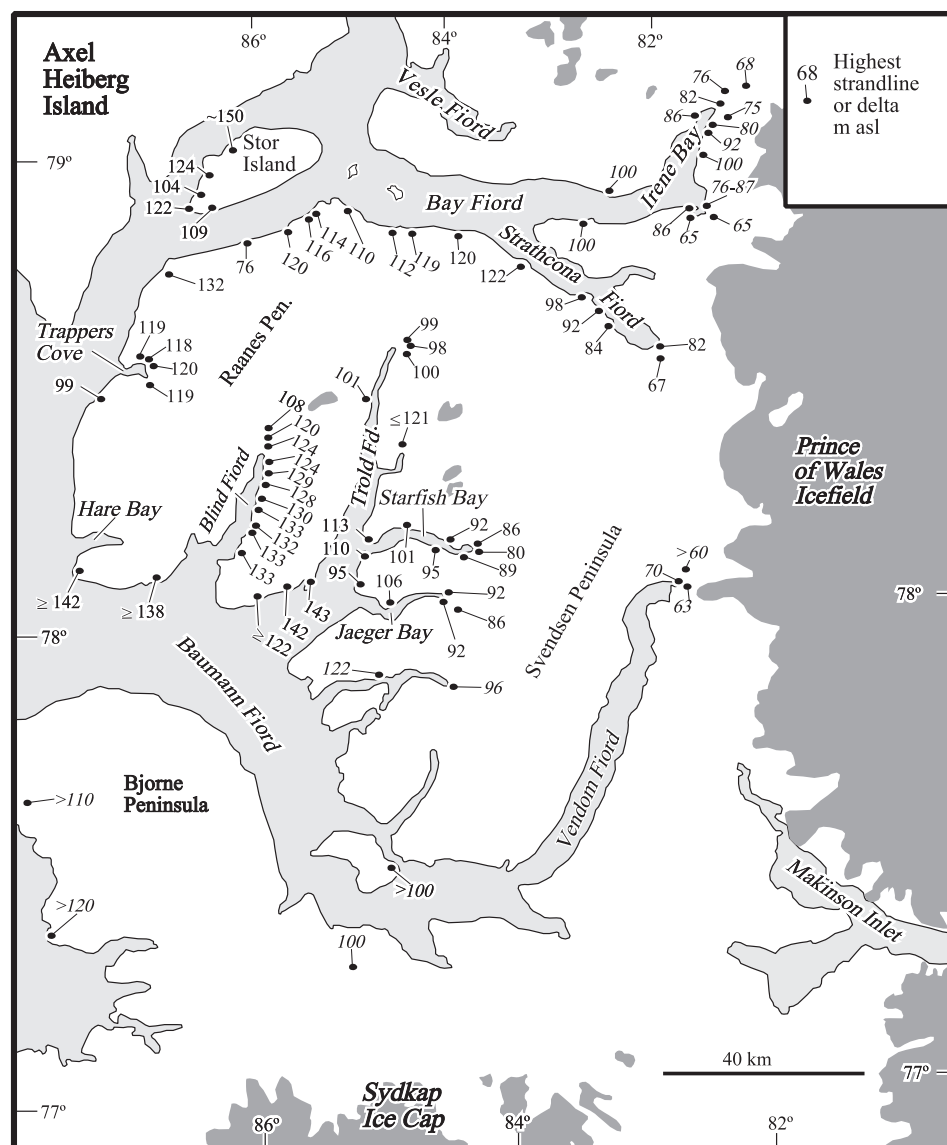 86º
84º
82º
Axel
Heiberg
Island
68
Highest
strandline
or delta
m asl
Vesle Fiord
76
68
82
86
75
80
92
100
Irene Bay
~150
Stor
Island
79º
124
104
122
109
100
76-87
Bay Fiord
86
65
65
100
114
110
116
120
76
112
119
120
122
Strathcona
Fiord
132
98
92
84
82
67
Raanes Pen.
Trappers
Cove
119
118
120
119
99
99
98
100
101
≤121
108
120
124
124
129
128
130
133
132
133
133
Blind Fiord
Trold Fd.
Starfish Bay
Prince
of Wales
Icefield
Hare Bay
113
110
101
95
92
86
80
89
95
106
92
86
92
Jaeger Bay
Svendsen Peninsula
>60
70
63
78º
≥ 142
≥ 138
≥ 122
142
143
78º
Baumann Fiord
122
96
Vendom Fiord
Bjorne
Peninsula
>110
>100
Makinson Inlet
>120
100
40 km
77º
Sydkap
Ice Cap
77º
86º
84º
82º